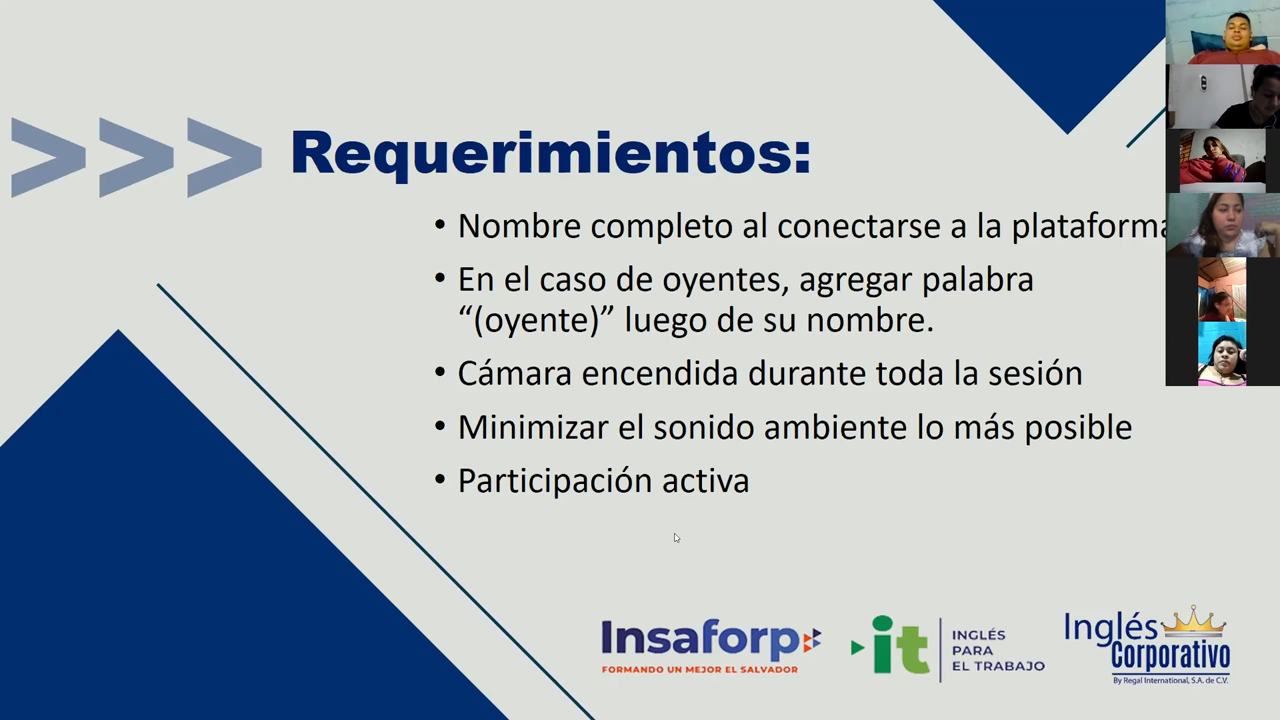 >>> Requerimientos:
• Nombre completo al conectarse a la plataforma
• En el caso de oyentes, agregar palabra
“(oyente)” luego de su nombre.
• Cámara encendida durante toda la sesión
• Minimizar el sonido ambiente lo más posible
• Participación activa
Insaforp
FORMANDO UN MEJOR EL SALVADOR
it
INGLÉS
PARA
EL TRABAJO
Inglés
Corporativo
By Regal International, S.A. de C.V.